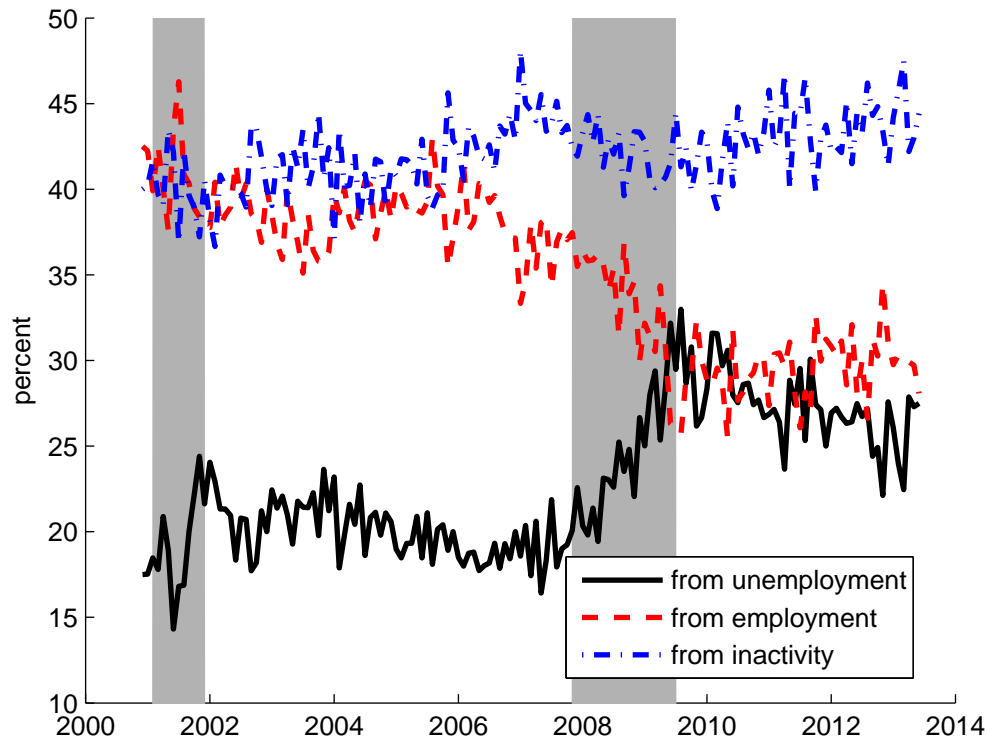 50
45
40
35
30
25
20
15
10
percent
from unemployment
from employment
from inactivity
2000 2002 2004 2006 2008 2010 2012 2014